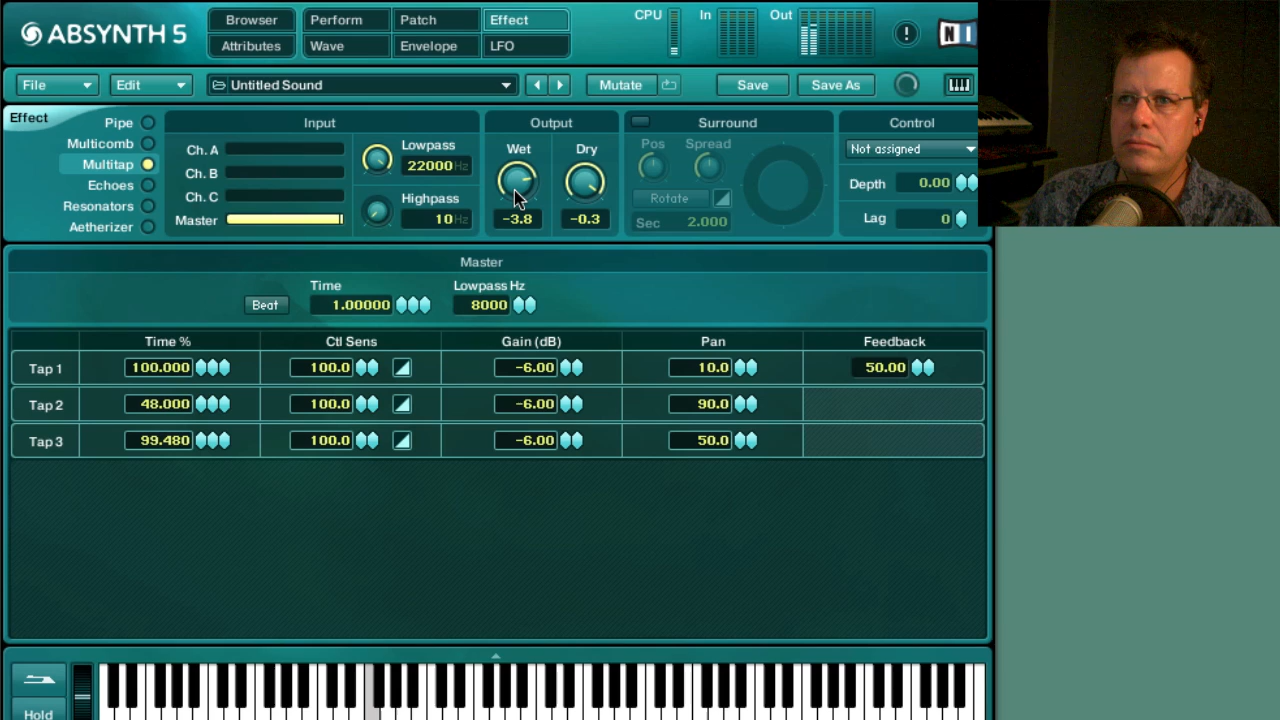 ABSYNTH 5
Browser
Attributes
Perform
Patch
Effect
Wave
Envelope
LFO
CPU
In
Out
!
NI
File
Edit
Untitled Sound
Mutate
Save
Save As
Effect
Pipe
Multicomb
Multitap
Echoes
Resonators
Aetherizer
Input
Ch. A
Ch. B
Ch. C
Master
Lowpass
22000 Hz
Highpass
10 Hz
Output
Wet
Dry
-3.8
-0.3
Surround
Pos
Spread
Rotate
Sec 2.000
Control
Not assigned
Depth 0.00
Lag 0
Master
Beat
Time
1.00000
Lowpass Hz
8000
Time % Ctl Sens Gain (dB) Pan Feedback
Tap 1 100.000 100.0 -6.00 10.0 50.00
Tap 2 48.000 100.0 -6.00 90.0
Tap 3 99.480 100.0 -6.00 50.0
Hold